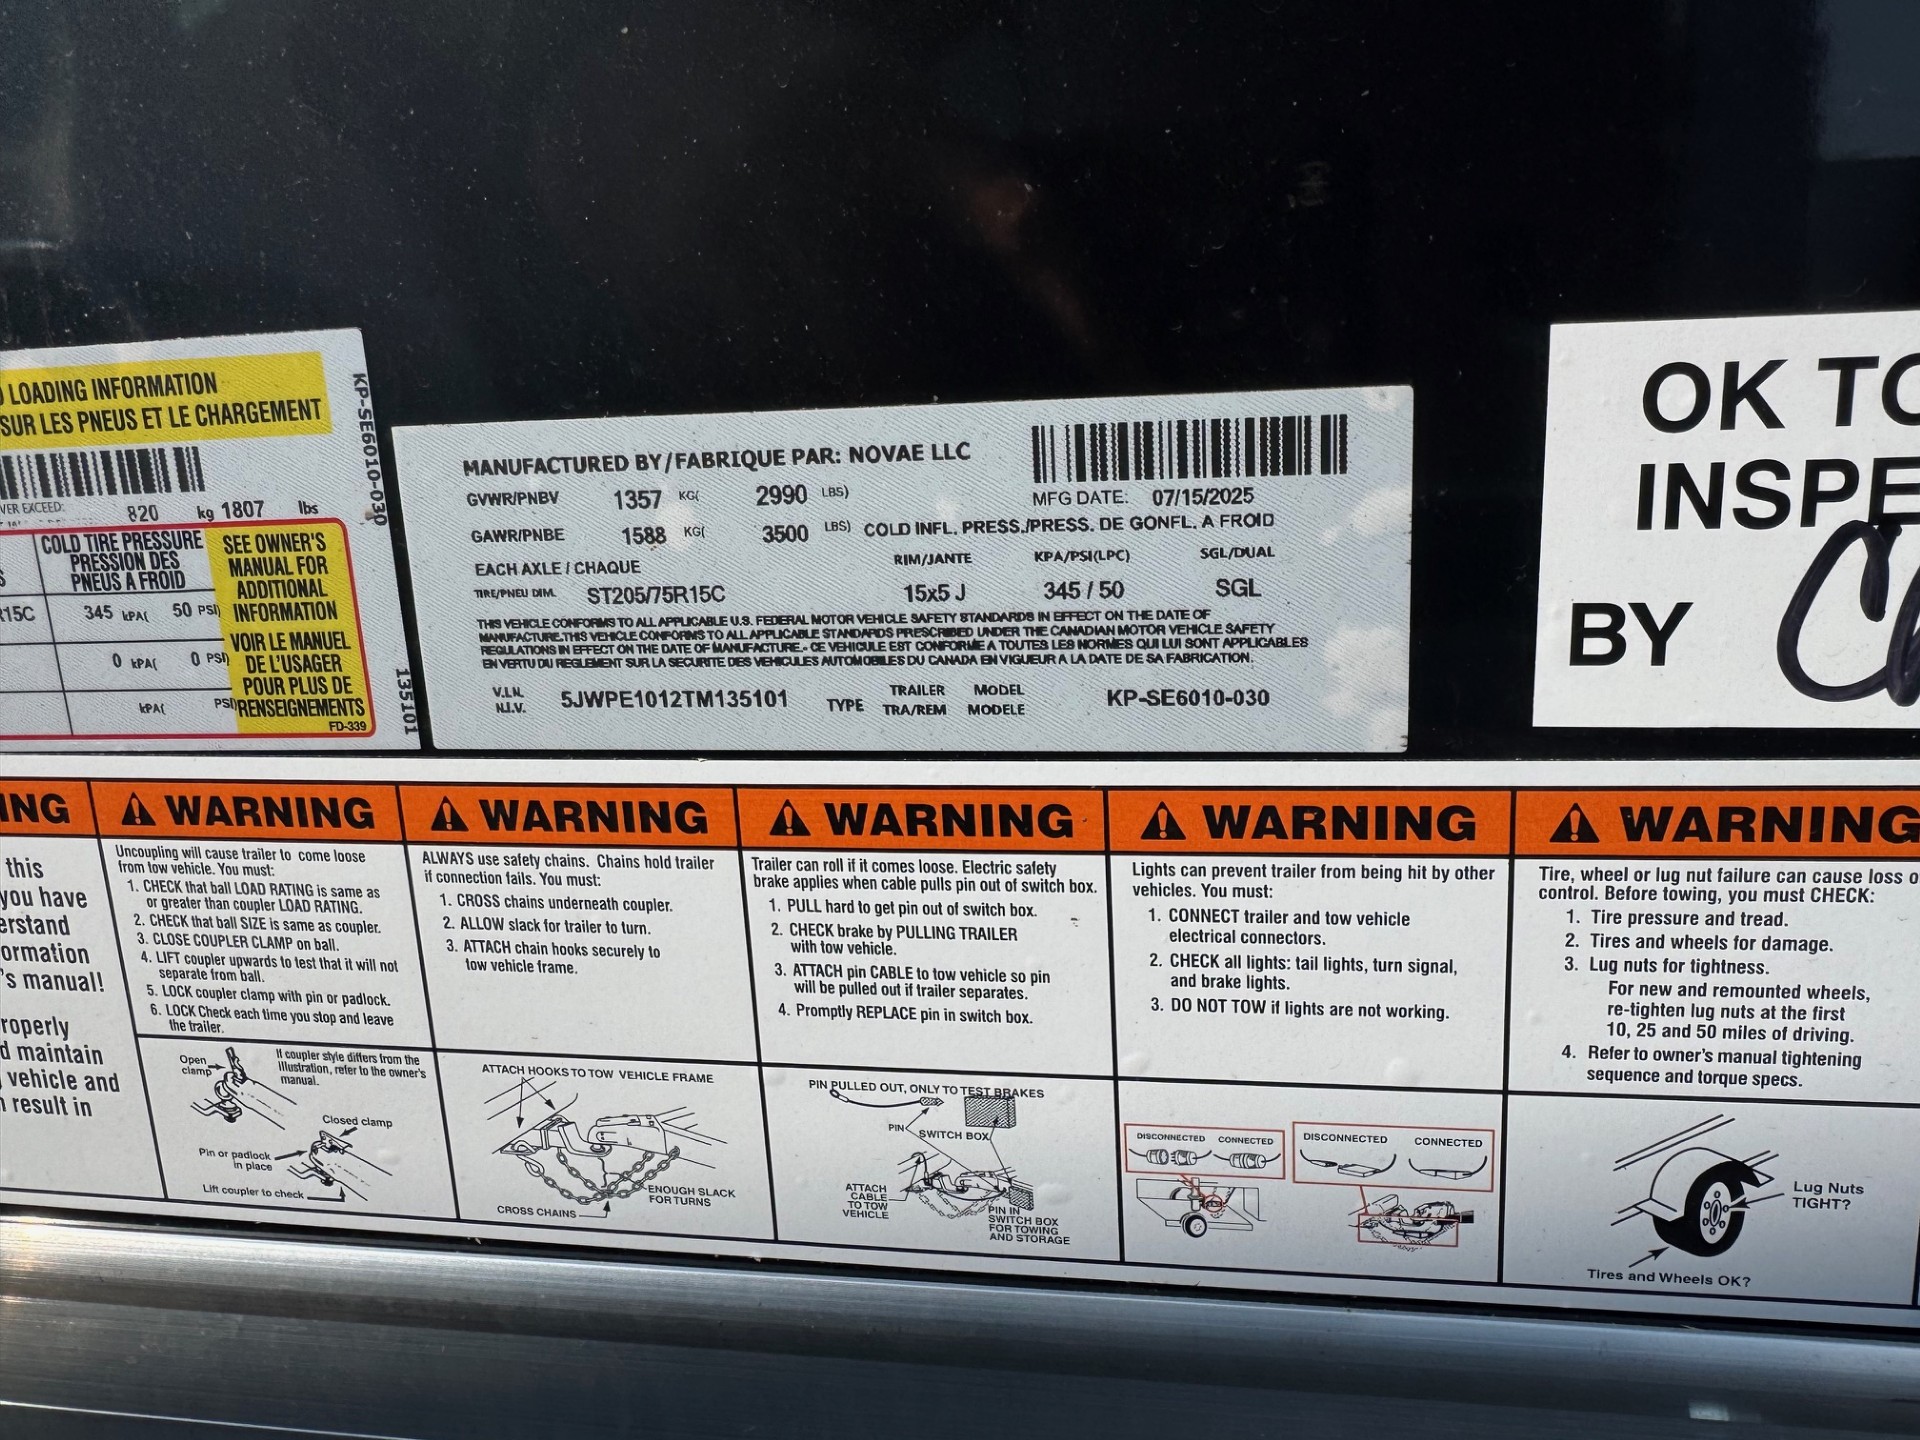 LOADING INFORMATION
SUR LES PNEUS ET LE CHARGEMENT
KP-SE6010-030
VER EXCEED:
820 kg 1807 lbs
COLD TIRE PRESSURE
PRESSION DES
PNEUS A FROID
R15C 345 kPA( 50 PSI)
0 kPA( 0 PSI)
kPA( PSI)
SEE OWNER'S
MANUAL FOR
ADDITIONAL
INFORMATION
VOIR LE MANUEL
DE L'USAGER
POUR PLUS DE
RENSEIGNEMENTS
FD-339
135101
MANUFACTURED BY/FABRIQUE PAR: NOVAE LLC
GVWR/PNBV 1357 KG( 2990 LBS) MFG DATE: 07/15/2025
GAWR/PNBE 1588 KG( 3500 LBS) COLD INFL. PRESS./PRESS. DE GONFL. A FROID
EACH AXLE / CHAQUE RIM/JANTE KPA/PSI(LPC) SGL/DUAL
TIRE/PNEU DIM. ST205/75R15C 15x5 J 345 / 50 SGL
THIS VEHICLE CONFORMS TO ALL APPLICABLE U.S. FEDERAL MOTOR VEHICLE SAFETY STANDARDS IN EFFECT ON THE DATE OF
MANUFACTURE.THIS VEHICLE CONFORMS TO ALL APPLICABLE STANDARDS PRESCRIBED UNDER THE CANADIAN MOTOR VEHICLE SAFETY
REGULATIONS IN EFFECT ON THE DATE OF MANUFACTURE.- CE VEHICULE EST CONFORME A TOUTES LES NORMES QUI LUI SONT APPLICABLES
EN VERTU DU REGLEMENT SUR LA SECURITE DES VEHICULES AUTOMOBILES DU CANADA EN VIGUEUR A LA DATE DE SA FABRICATION.
V.I.N. 5JWPE1012TM135101 TYPE TRAILER MODEL KP-SE6010-030
N.I.V. TRA/REM MODELE
OK TO
INSPE
BY
ING
this
you have
erstand
ormation
's manual!
roperly
d maintain
vehicle and
n result in
WARNING
Uncoupling will cause trailer to come loose
from tow vehicle. You must:
1. CHECK that ball LOAD RATING is same as
or greater than coupler LOAD RATING.
2. CHECK that ball SIZE is same as coupler.
3. CLOSE COUPLER CLAMP on ball.
4. LIFT coupler upwards to test that it will not
separate from ball.
5. LOCK coupler clamp with pin or padlock.
6. LOCK Check each time you stop and leave
the trailer.
Open
clamp
If coupler style differs from the
illustration, refer to the owner's
manual.
Closed clamp
Pin or padlock
in place
Lift coupler to check
WARNING
ALWAYS use safety chains. Chains hold trailer
if connection fails. You must:
1. CROSS chains underneath coupler.
2. ALLOW slack for trailer to turn.
3. ATTACH chain hooks securely to
tow vehicle frame.
ATTACH HOOKS TO TOW VEHICLE FRAME
ENOUGH SLACK
FOR TURNS
CROSS CHAINS
WARNING
Trailer can roll if it comes loose. Electric safety
brake applies when cable pulls pin out of switch box.
1. PULL hard to get pin out of switch box.
2. CHECK brake by PULLING TRAILER
with tow vehicle.
3. ATTACH pin CABLE to tow vehicle so pin
will be pulled out if trailer separates.
4. Promptly REPLACE pin in switch box.
PIN PULLED OUT, ONLY TO TEST BRAKES
PIN
SWITCH BOX
ATTACH
CABLE
TO TOW
VEHICLE
PIN IN
SWITCH BOX
FOR TOWING
AND STORAGE
WARNING
Lights can prevent trailer from being hit by other
vehicles. You must:
1. CONNECT trailer and tow vehicle
electrical connectors.
2. CHECK all lights: tail lights, turn signal,
and brake lights.
3. DO NOT TOW if lights are not working.
DISCONNECTED CONNECTED
DISCONNECTED CONNECTED
WARNING
Tire, wheel or lug nut failure can cause loss o
control. Before towing, you must CHECK:
1. Tire pressure and tread.
2. Tires and wheels for damage.
3. Lug nuts for tightness.
For new and remounted wheels,
re-tighten lug nuts at the first
10, 25 and 50 miles of driving.
4. Refer to owner's manual tightening
sequence and torque specs.
Lug Nuts
TIGHT?
Tires and Wheels OK?